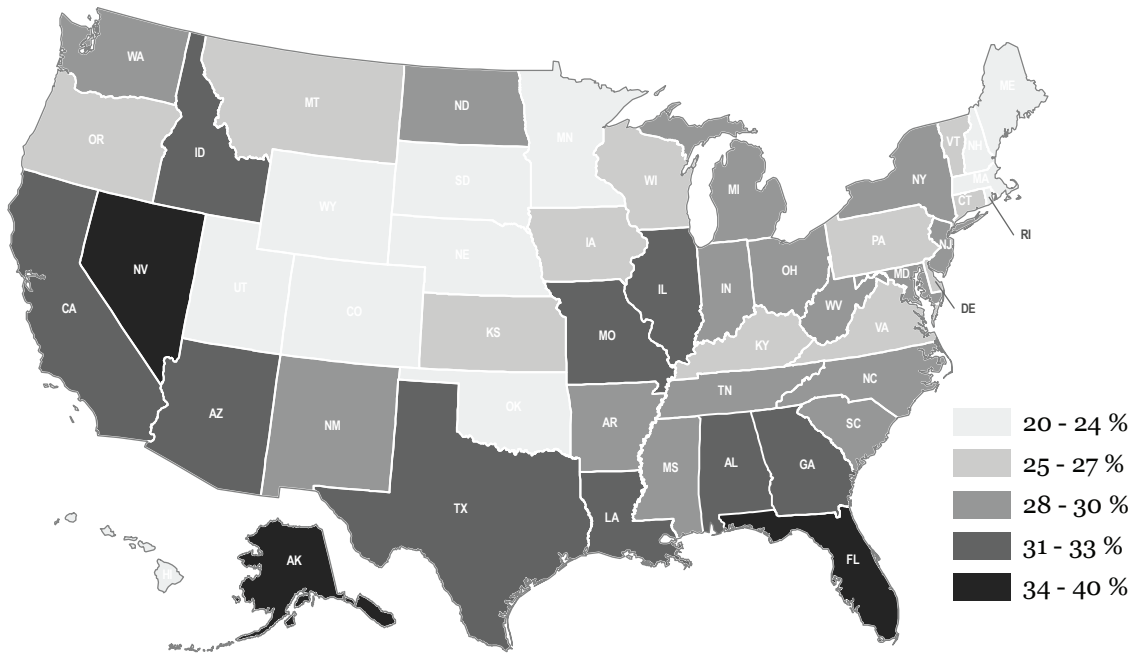 WA
MT
ND
MN
ME
OR
ID
SD
WI
VT
NH
WY
MI
NY
MA
CT
RI
NE
IA
PA
NJ
NV
UT
CO
IL
IN
OH
MD
DE
CA
KS
MO
KY
WV
VA
AZ
NM
OK
AR
TN
NC
SC
MS
AL
GA
TX
LA
AK
HI
FL
20 - 24 %
25 - 27 %
28 - 30 %
31 - 33 %
34 - 40 %